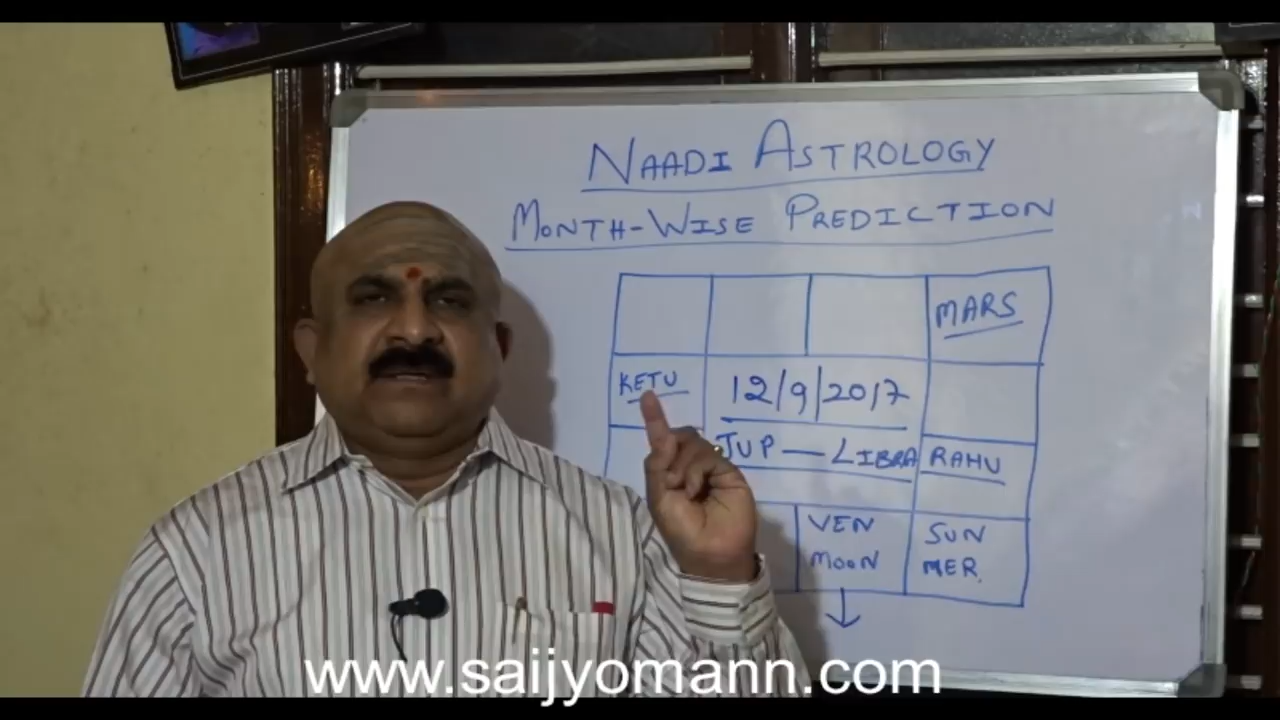 NAADI ASTROLOGY
MONTH-WISE PREDICTION
MARS
KETU
12/9/2017
JUP — LIBRA
RAHU
VEN
MOON
SUN
MER.
www.saijyomann.com